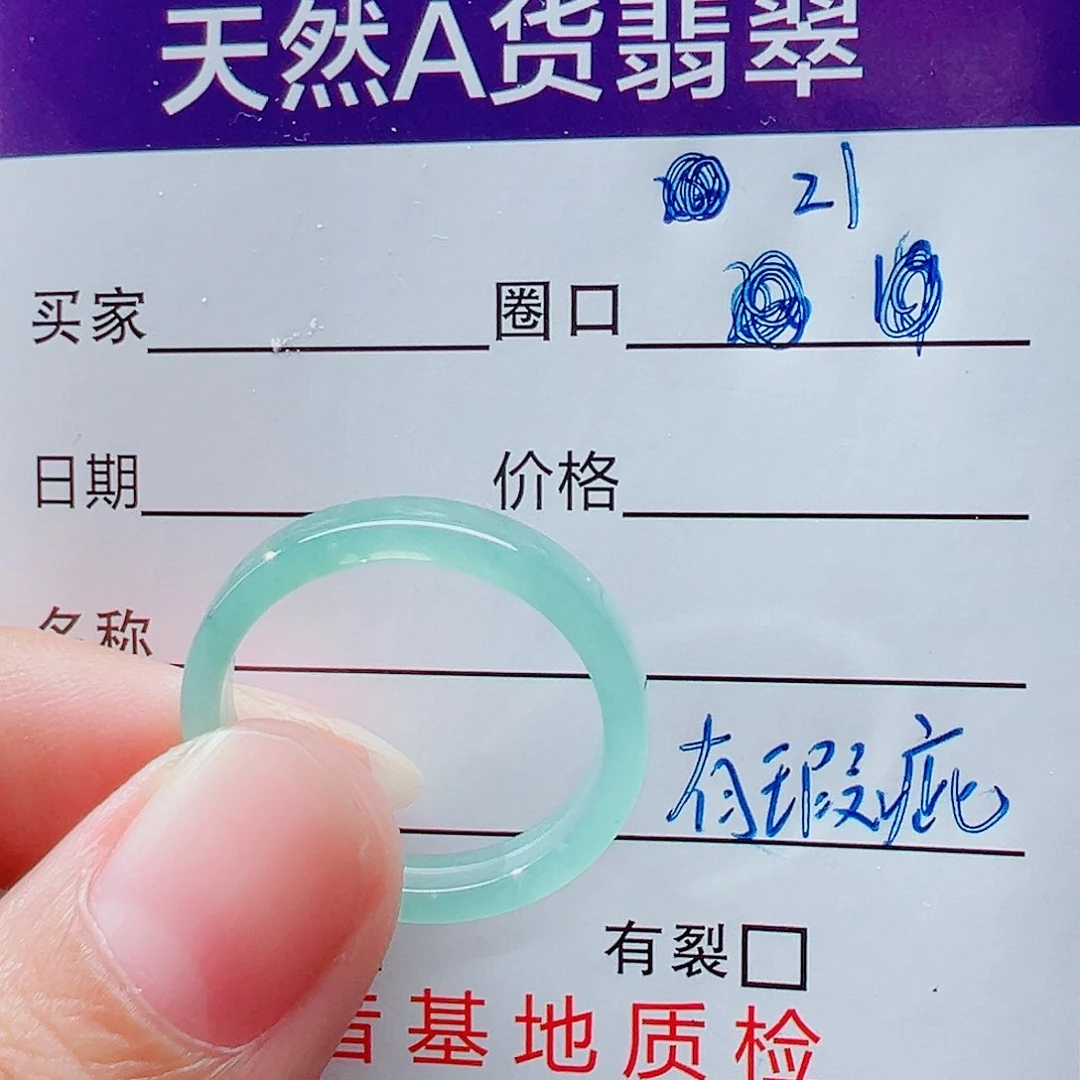 天然A货翡翠
21
买家 圈口
日期 价格
名称
有瑕疵
有裂
基地质检